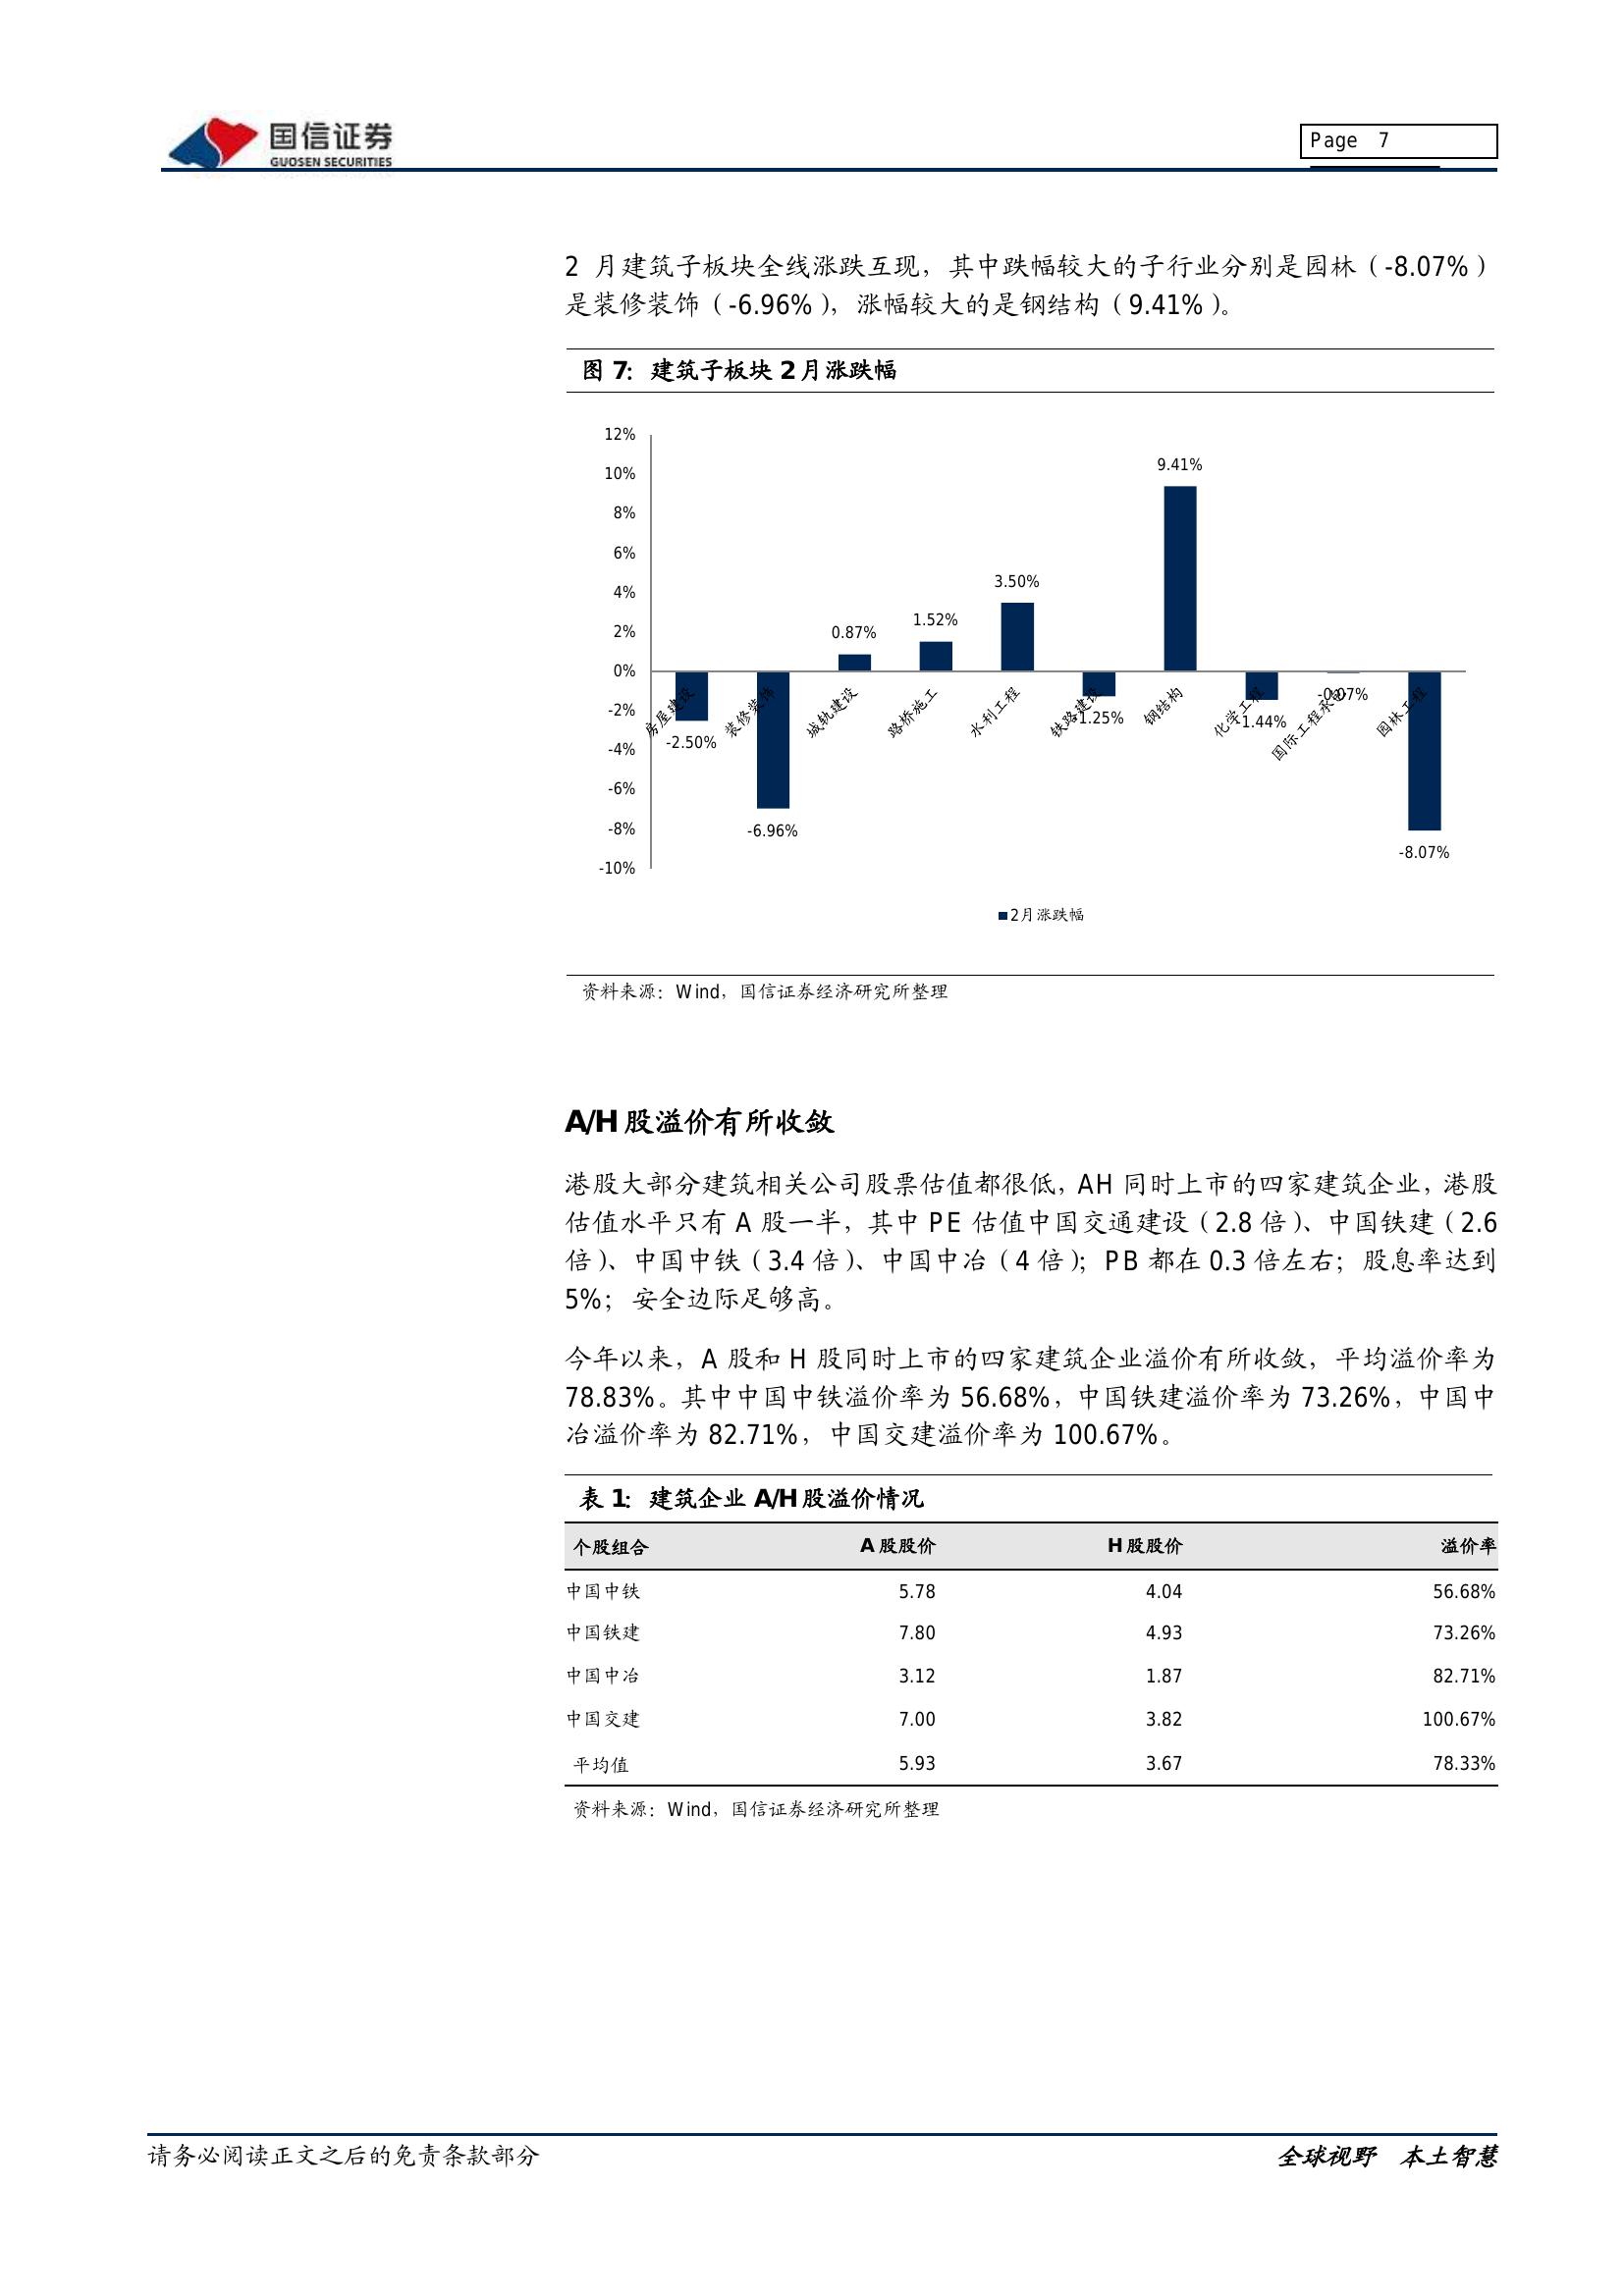 国信证券
GUOSEN SECURITIES
Page 7
2 月建筑子板块全线涨跌互现，其中跌幅较大的子行业分别是园林（-8.07%）
是装修装饰（-6.96%），涨幅较大的是钢结构（9.41%）。
图 7：建筑子板块 2 月涨跌幅
12%
10%
8%
6%
4%
2%
0%
-2%
-4%
-6%
-8%
-10%
-2.50%
-6.96%
0.87%
1.52%
3.50%
-1.25%
9.41%
-1.44%
-0.07%
-8.07%
房屋建设
装修装饰
城轨建设
路桥施工
水利工程
铁路建设
钢结构
化学工程
国际工程承包
园林工程
2月涨跌幅
资料来源：Wind，国信证券经济研究所整理
A/H 股溢价有所收敛
港股大部分建筑相关公司股票估值都很低，AH 同时上市的四家建筑企业，港股
估值水平只有 A 股一半，其中 PE 估值中国交通建设（2.8 倍）、中国铁建（2.6
倍）、中国中铁（3.4 倍）、中国中冶（4 倍）；PB 都在 0.3 倍左右；股息率达到
5%；安全边际足够高。
今年以来，A 股和 H 股同时上市的四家建筑企业溢价有所收敛，平均溢价率为
78.83%。其中中国中铁溢价率为 56.68%，中国铁建溢价率为 73.26%，中国中
冶溢价率为 82.71%，中国交建溢价率为 100.67%。
表 1：建筑企业 A/H 股溢价情况
个股组合 A 股股价 H 股股价 溢价率
中国中铁 5.78 4.04 56.68%
中国铁建 7.80 4.93 73.26%
中国中冶 3.12 1.87 82.71%
中国交建 7.00 3.82 100.67%
平均值 5.93 3.67 78.33%
资料来源：Wind，国信证券经济研究所整理
请务必阅读正文之后的免责条款部分
全球视野 本土智慧